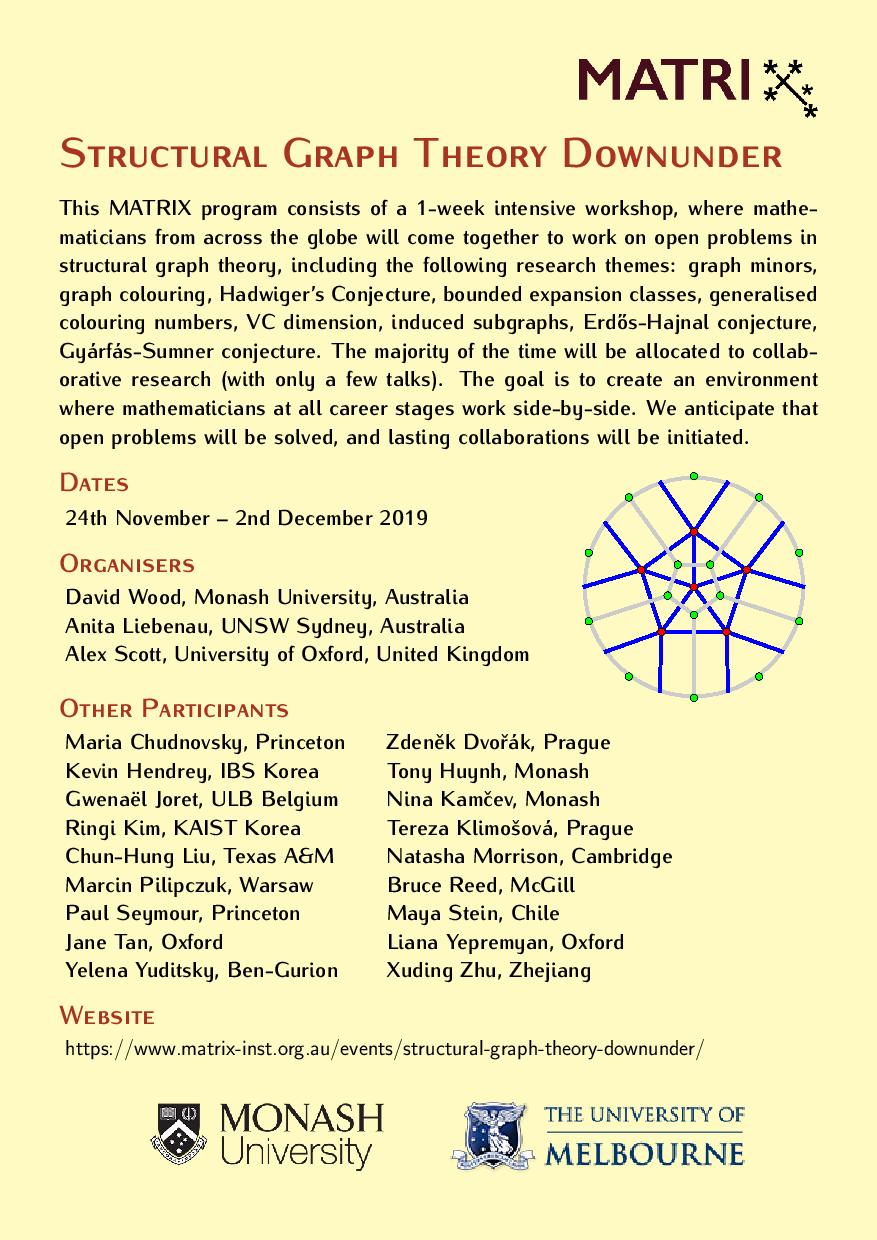 MATRIX
Structural Graph Theory Downunder
This MATRIX program consists of a 1-week intensive workshop, where mathe-
maticians from across the globe will come together to work on open problems in
structural graph theory, including the following research themes: graph minors,
graph colouring, Hadwiger's Conjecture, bounded expansion classes, generalised
colouring numbers, VC dimension, induced subgraphs, Erdős-Hajnal conjecture,
Gyárfás-Sumner conjecture. The majority of the time will be allocated to collab-
orative research (with only a few talks). The goal is to create an environment
where mathematicians at all career stages work side-by-side. We anticipate that
open problems will be solved, and lasting collaborations will be initiated.
Dates
24th November – 2nd December 2019
Organisers
David Wood, Monash University, Australia
Anita Liebenau, UNSW Sydney, Australia
Alex Scott, University of Oxford, United Kingdom
Other Participants
Maria Chudnovsky, Princeton Zdeněk Dvořák, Prague
Kevin Hendrey, IBS Korea Tony Huynh, Monash
Gwenaël Joret, ULB Belgium Nina Kamčev, Monash
Ringi Kim, KAIST Korea Tereza Klimošová, Prague
Chun-Hung Liu, Texas A&M Natasha Morrison, Cambridge
Marcin Pilipczuk, Warsaw Bruce Reed, McGill
Paul Seymour, Princeton Maya Stein, Chile
Jane Tan, Oxford Liana Yepremyan, Oxford
Yelena Yuditsky, Ben-Gurion Xuding Zhu, Zhejiang
Website
https://www.matrix-inst.org.au/events/structural-graph-theory-downunder/
MONASH THE UNIVERSITY OF
University MELBOURNE